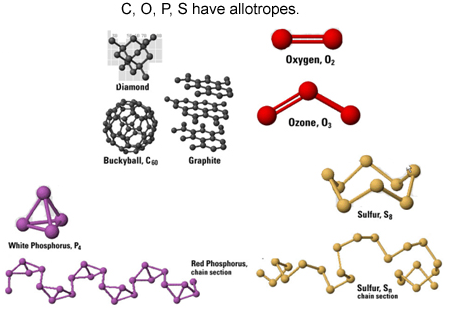 C, O, P, S have allotropes.
Diamond
Oxygen, O₂
Buckyball, C₆₀
Graphite
Ozone, O₃
White Phosphorus, P₄
Sulfur, S₈
Red Phosphorus,
chain section
Sulfur, Sₙ
chain section